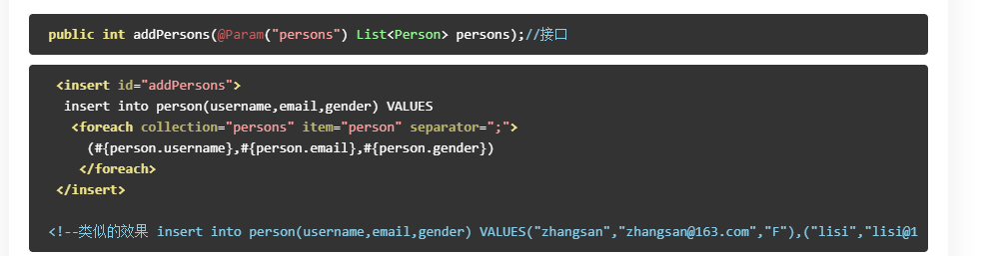 public int addPersons(@Param("persons") List<Person> persons);//接口
<insert id="addPersons">
insert into person(username,email,gender) VALUES
<foreach collection="persons" item="person" separator=";">
(#{person.username},#{person.email},#{person.gender})
</foreach>
</insert>
<!--类似的效果 insert into person(username,email,gender) VALUES("zhangsan","zhangsan@163.com","F"),("lisi","lisi@1